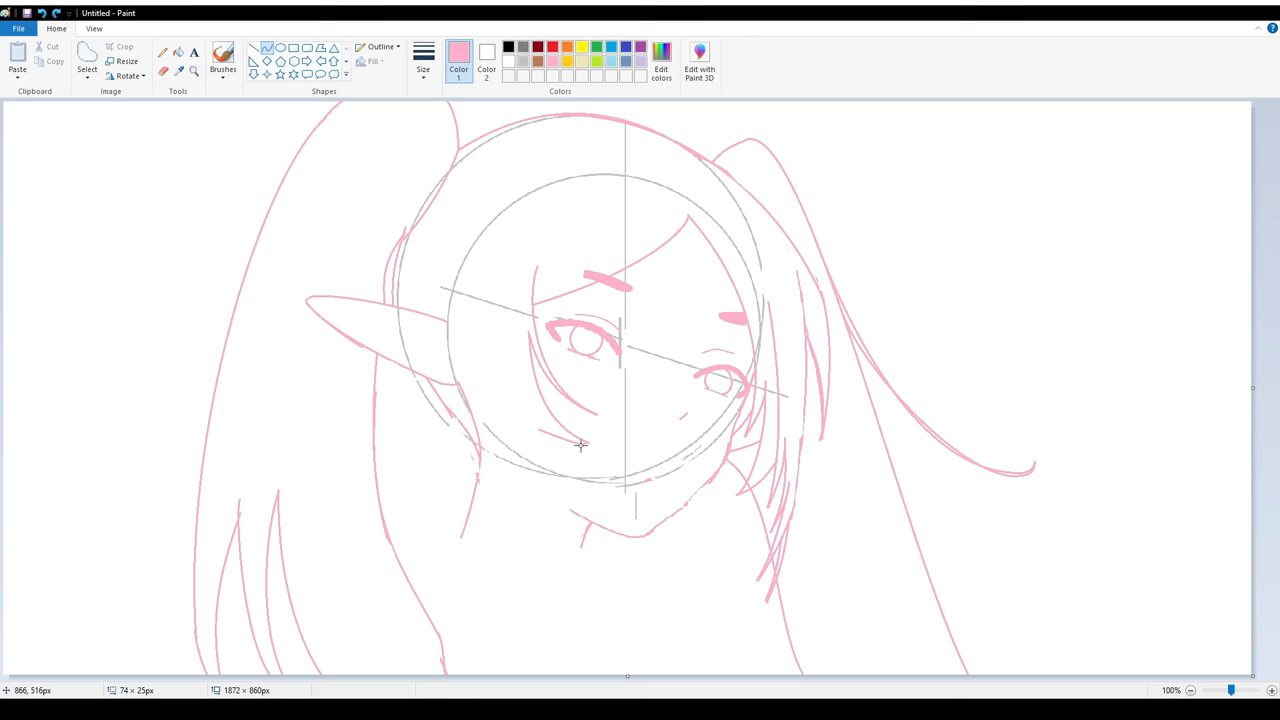 Untitled - Paint
File Home View
Paste
Cut
Copy
Clipboard
Select
Crop
Resize
Rotate
Image
Tools
Brushes
Outline
Fill
Shapes
Size
Color 1
Color 2
Edit colors
Colors
Edit with Paint 3D
866, 516px
74 × 25px
1872 × 860px
100%